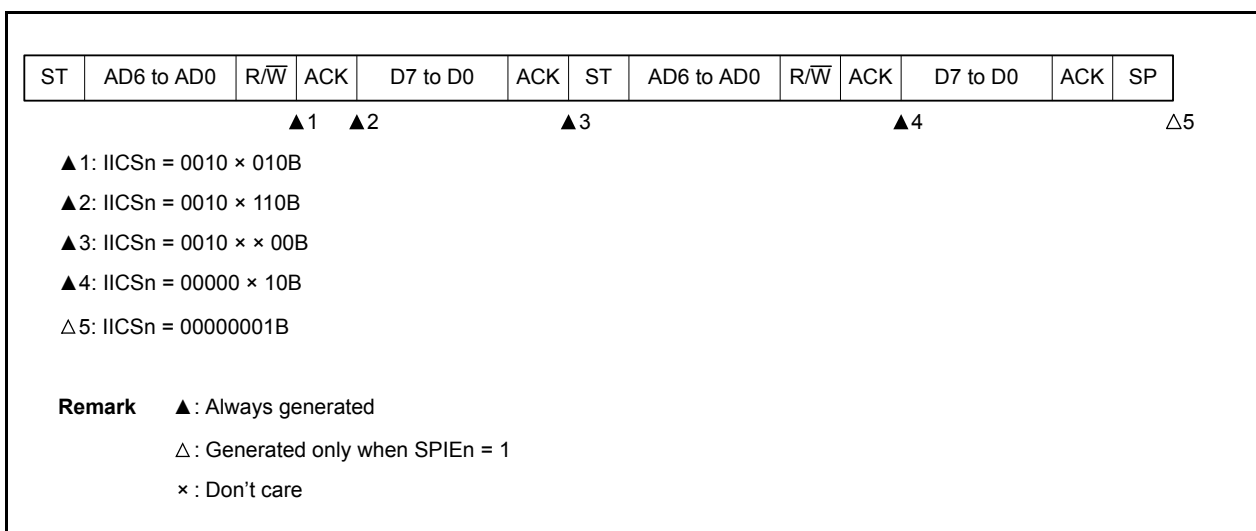 ST AD6 to AD0 R/W̅ ACK D7 to D0 ACK ST AD6 to AD0 R/W̅ ACK D7 to D0 ACK SP
▲1 ▲2 ▲3 ▲4 △5
▲1: IICSn = 0010 × 010B
▲2: IICSn = 0010 × 110B
▲3: IICSn = 0010 × × 00B
▲4: IICSn = 00000 × 10B
△5: IICSn = 00000001B
Remark ▲: Always generated
△: Generated only when SPIEn = 1
×: Don’t care